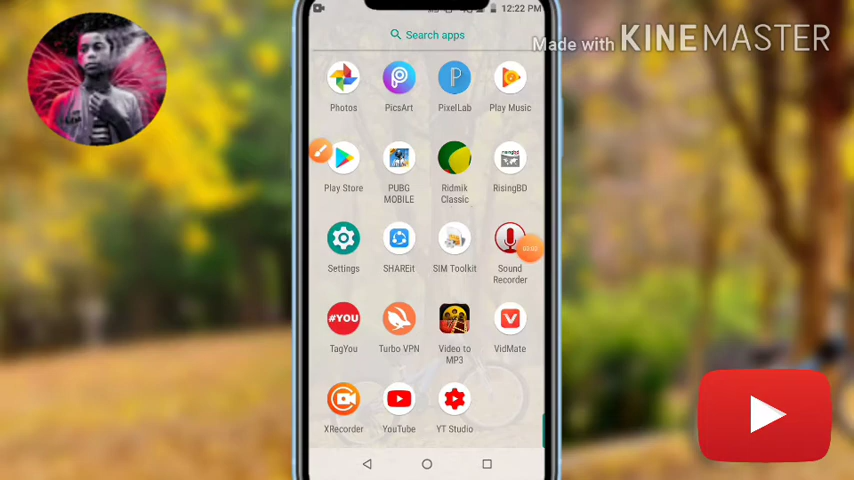 12:22 PM
Search apps
Made with KINEMASTER
Photos PicsArt PixelLab Play Music
Play Store PUBG MOBILE Ridmik Classic RisingBD
Settings SHAREit SIM Toolkit Sound Recorder
#YOU
TagYou Turbo VPN Video to MP3 VidMate
XRecorder YouTube YT Studio